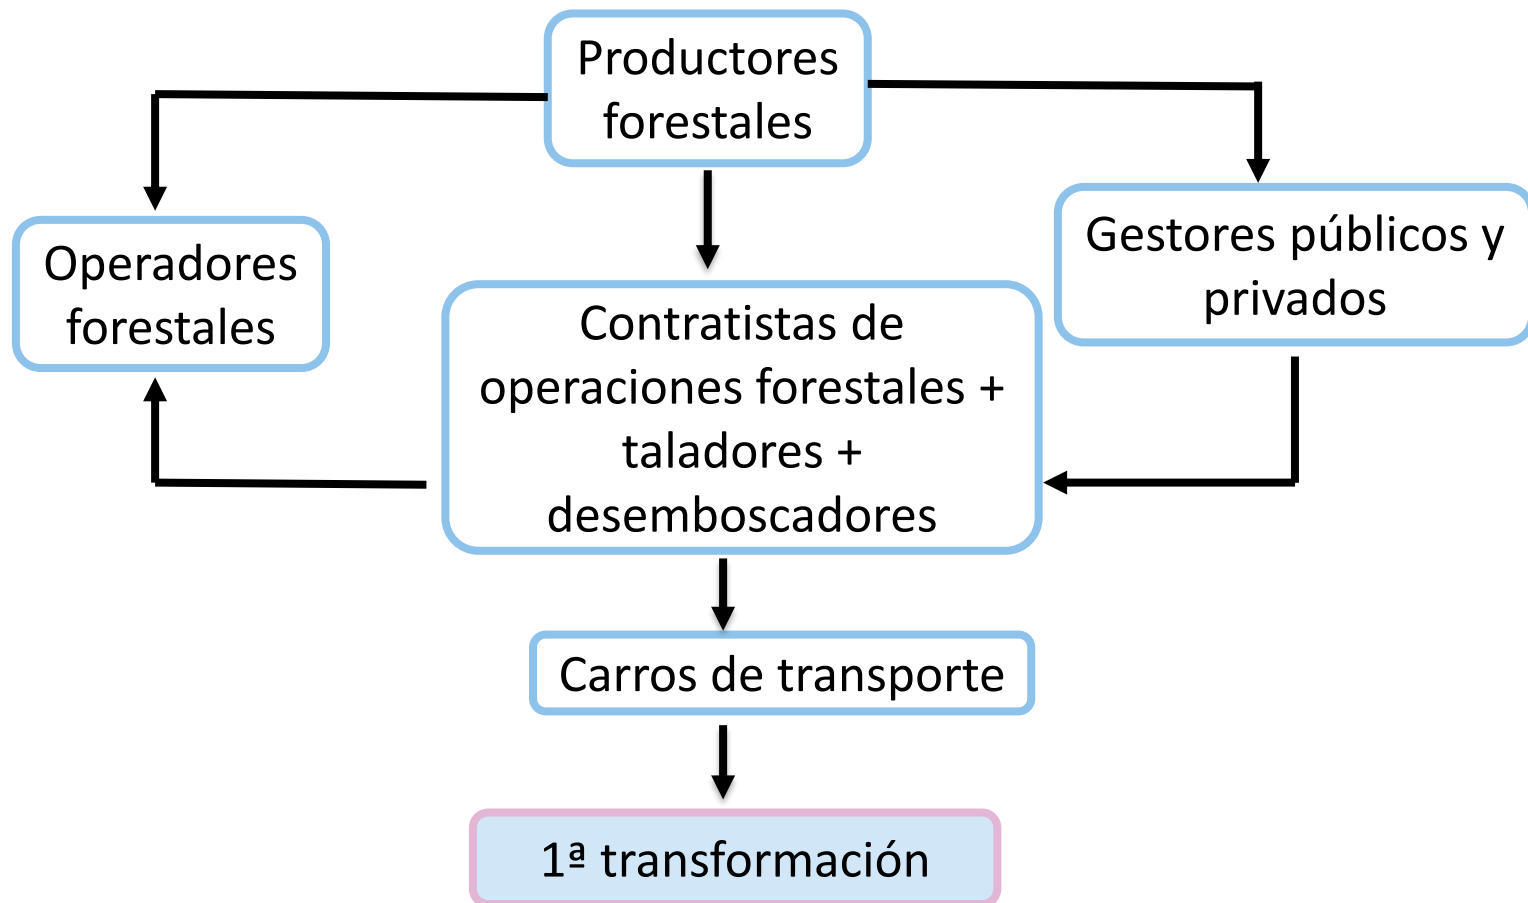 Productores
forestales
Operadores
forestales
Gestores públicos y
privados
Contratistas de
operaciones forestales +
taladores +
desemboscadores
Carros de transporte
1ª transformación